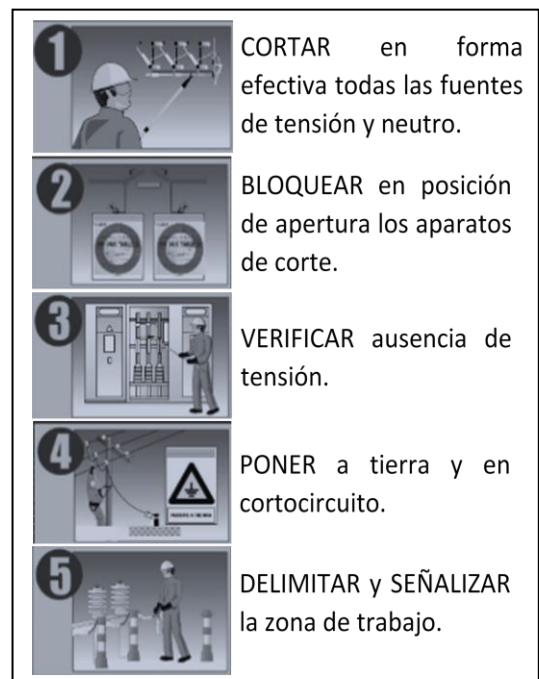 1
CORTAR en forma
efectiva todas las fuentes
de tensión y neutro.
2
BLOQUEAR en posición
de apertura los aparatos
de corte.
3
VERIFICAR ausencia de
tensión.
4
PONER a tierra y en
cortocircuito.
5
DELIMITAR y SEÑALIZAR
la zona de trabajo.